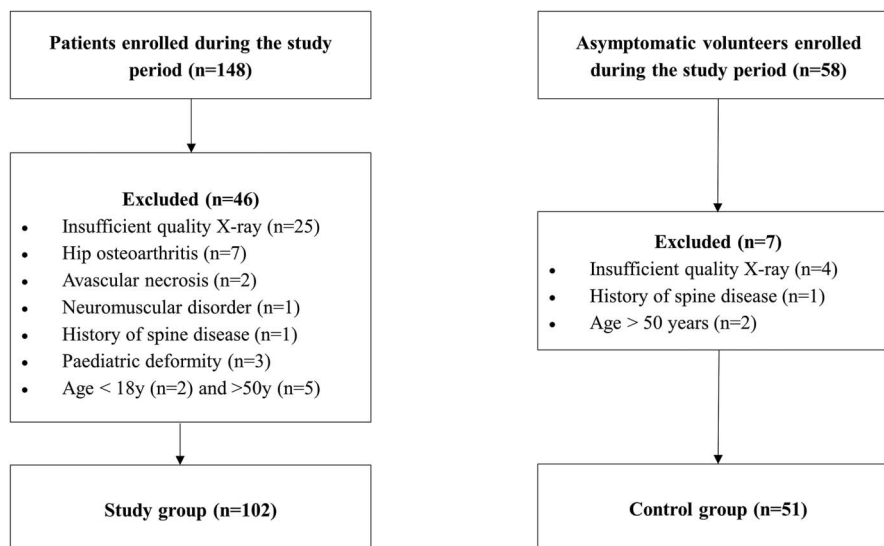 Patients enrolled during the study
period (n=148)
Excluded (n=46)
• Insufficient quality X-ray (n=25)
• Hip osteoarthritis (n=7)
• Avascular necrosis (n=2)
• Neuromuscular disorder (n=1)
• History of spine disease (n=1)
• Paediatric deformity (n=3)
• Age < 18y (n=2) and >50y (n=5)
Study group (n=102)
Asymptomatic volunteers enrolled
during the study period (n=58)
Excluded (n=7)
• Insufficient quality X-ray (n=4)
• History of spine disease (n=1)
• Age > 50 years (n=2)
Control group (n=51)